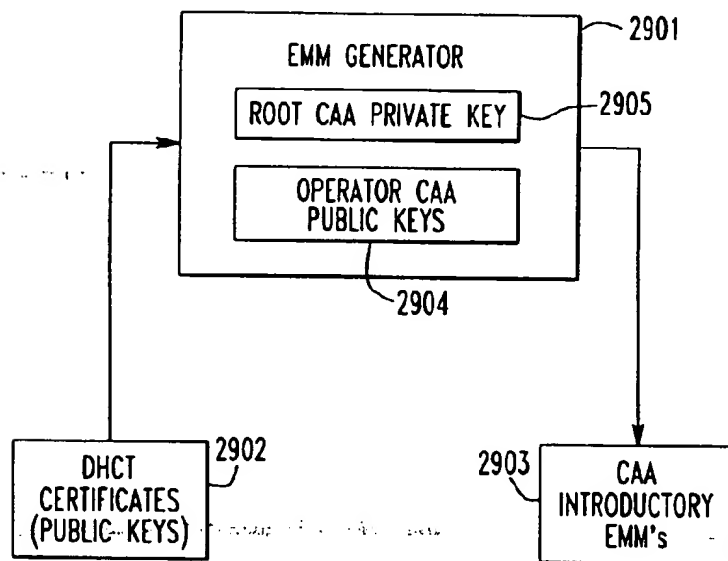 2901
EMM GENERATOR
ROOT CAA PRIVATE KEY
2905
OPERATOR CAA
PUBLIC KEYS
2904
DHCT
CERTIFICATES
(PUBLIC KEYS)
2902
2903
CAA
INTRODUCTORY
EMM's